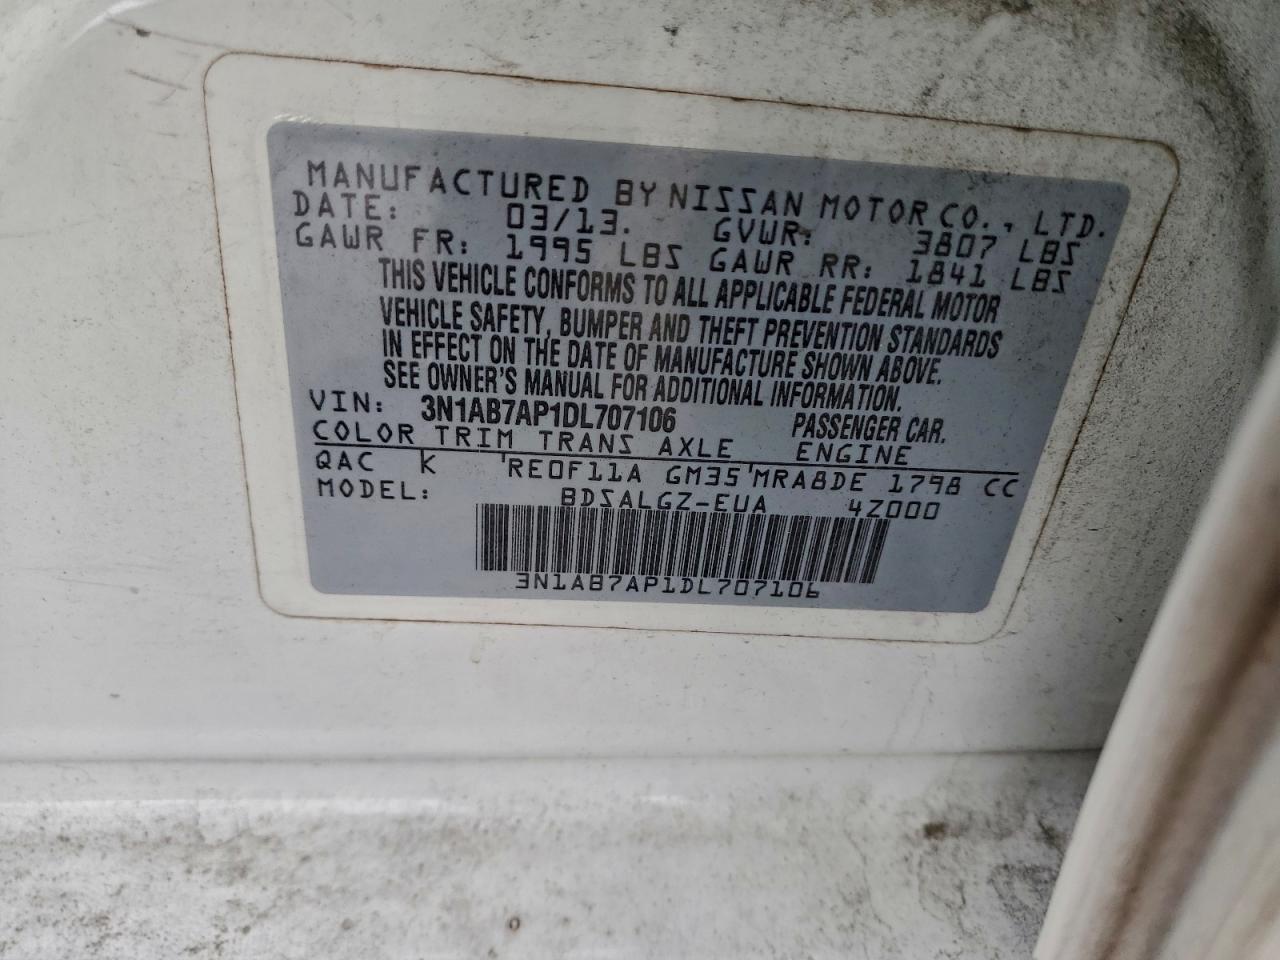 MANUFACTURED BY NISSAN MOTOR CO., LTD.
DATE: 03/13. GVWR: 3807 LBS
GAWR FR: 1995 LBS GAWR RR: 1841 LBS
THIS VEHICLE CONFORMS TO ALL APPLICABLE FEDERAL MOTOR
VEHICLE SAFETY, BUMPER AND THEFT PREVENTION STANDARDS
IN EFFECT ON THE DATE OF MANUFACTURE SHOWN ABOVE.
SEE OWNER'S MANUAL FOR ADDITIONAL INFORMATION.
VIN: 3N1AB7AP1DL707106 PASSENGER CAR.
COLOR TRIM TRANS AXLE ENGINE
QAC K RE0F11A GM35 MRA8DE 1798 CC
MODEL: BDSALGZ-EUA 4Z000
3N1AB7AP1DL707106